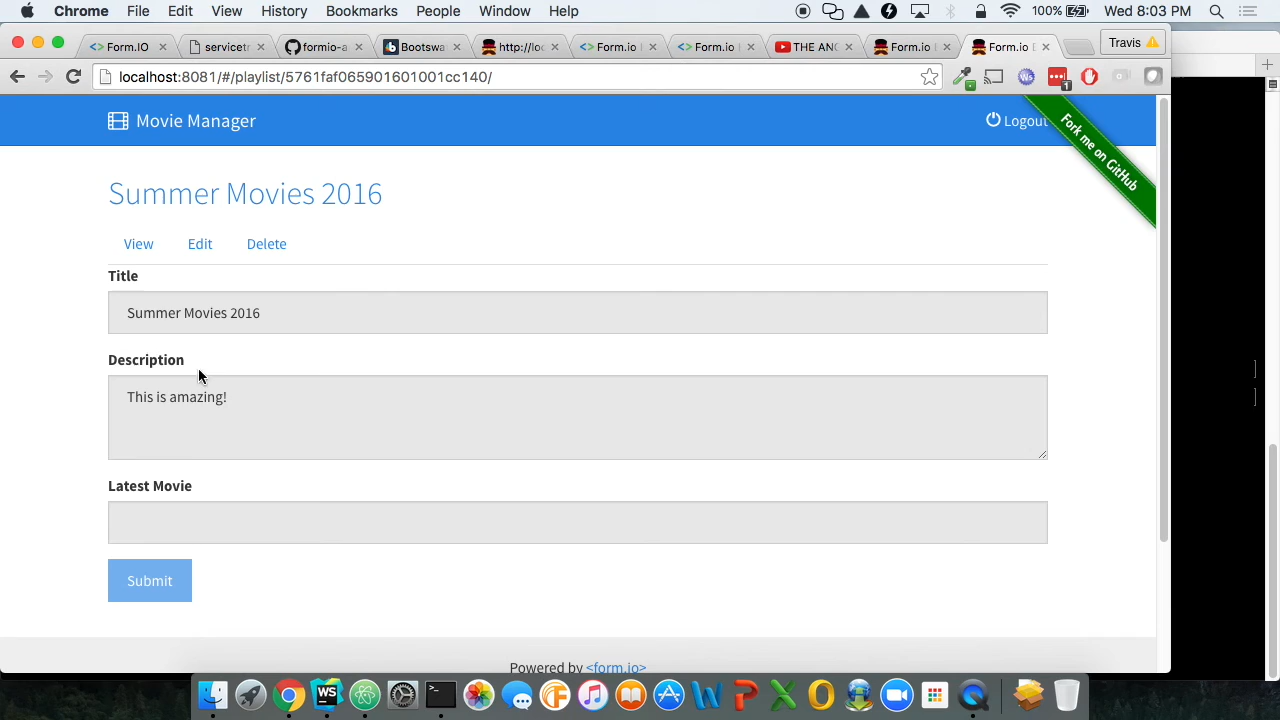 Chrome File Edit View History Bookmarks People Window Help 100% Wed 8:03 PM
<> Form.IO servicetr formio-a Bootswa http://loc <> Form.io <> Form.io THE ANG Form.io Form.io Travis
localhost:8081/#/playlist/5761faf065901601001cc140/
Movie Manager Logout
Fork me on GitHub
Summer Movies 2016
View Edit Delete
Title
Summer Movies 2016
Description
This is amazing!
Latest Movie
Submit
Powered by <form.io>